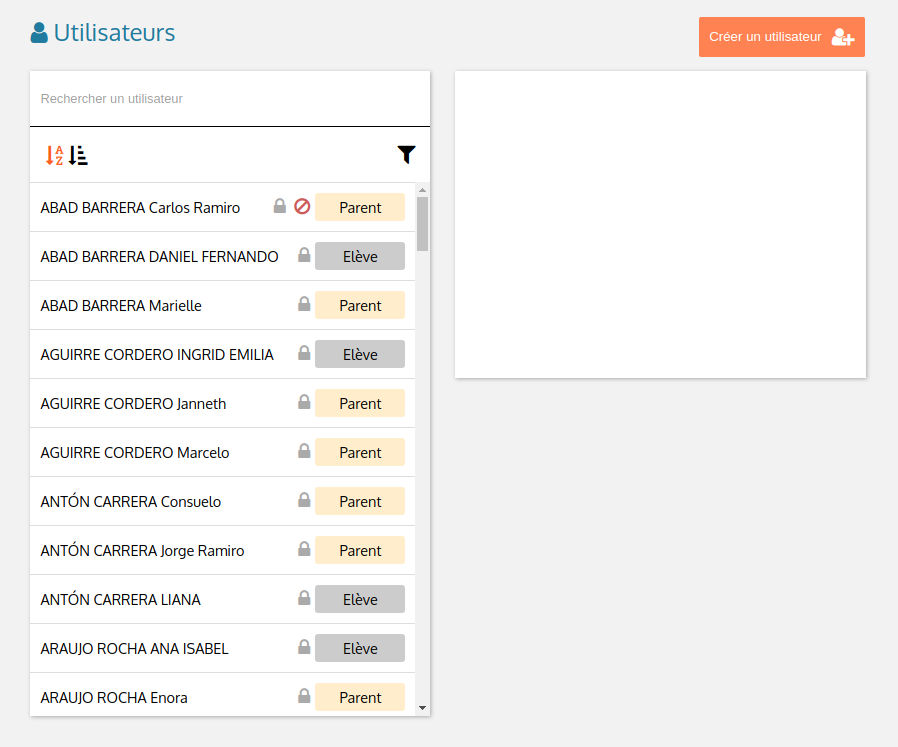 Utilisateurs
Créer un utilisateur
Rechercher un utilisateur
ABAD BARRERA Carlos Ramiro Parent
ABAD BARRERA DANIEL FERNANDO Elève
ABAD BARRERA Marielle Parent
AGUIRRE CORDERO INGRID EMILIA Elève
AGUIRRE CORDERO Janneth Parent
AGUIRRE CORDERO Marcelo Parent
ANTÓN CARRERA Consuelo Parent
ANTÓN CARRERA Jorge Ramiro Parent
ANTÓN CARRERA LIANA Elève
ARAUJO ROCHA ANA ISABEL Elève
ARAUJO ROCHA Enora Parent